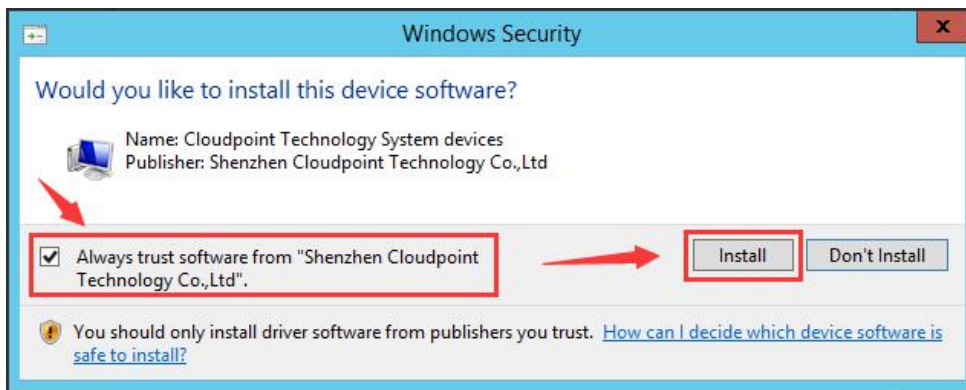 Windows Security
x
Would you like to install this device software?
Name: Cloudpoint Technology System devices
Publisher: Shenzhen Cloudpoint Technology Co.,Ltd
Always trust software from "Shenzhen Cloudpoint
Technology Co.,Ltd".
Install
Don't Install
You should only install driver software from publishers you trust. How can I decide which device software is
safe to install?